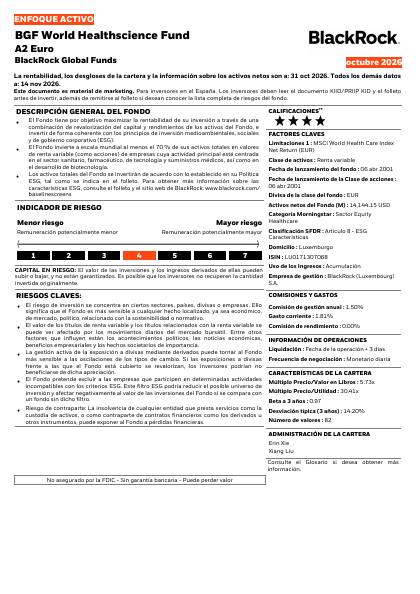 ENFOQUE ACTIVO
BGF World Healthscience Fund
A2 Euro
BlackRock Global Funds
BlackRock.
octubre 2026
La rentabilidad, los desgloses de la cartera y la información sobre los activos netos son a: 31 oct 2026. Todos los demás datos
a: 14 nov 2026.
Este documento es material de marketing. Para inversores en España. Los inversores deben leer el documento KIID/PRIIP KID y el folleto
antes de invertir, además de remitirse al folleto si desean conocer la lista completa de riesgos del fondo.
DESCRIPCIÓN GENERAL DEL FONDO
• El Fondo tiene por objetivo maximizar la rentabilidad de su inversión a través de una
combinación de revalorización del capital y rendimientos de los activos del Fondo, e
invertir de forma coherente con los principios de inversión medioambientales, sociales
y de gobierno corporativo (ESG).
• El Fondo invierte a escala mundial al menos el 70 % de sus activos totales en valores
de renta variable (como acciones) de empresas cuya actividad principal esté centrada
en el sector sanitario, farmacéutico, de tecnología y suministros médicos, así como en
el desarrollo de biotecnología.
• Los activos totales del Fondo se invertirán de acuerdo con lo establecido en su Política
ESG, tal como se indica en el folleto. Para obtener más información sobre las
características ESG, consulte el folleto y el sitio web de BlackRock: www.blackrock.com/
baselinescreens
INDICADOR DE RIESGO
Menor riesgo Mayor riesgo
Remuneración potencialmente menor Remuneración potencialmente mayor
1 2 3 4 5 6 7
CAPITAL EN RIESGO: El valor de las inversiones y los ingresos derivados de ellas pueden
subir o bajar, y no están garantizados. Es posible que los inversores no recuperen la cantidad
invertida originalmente.
RIESGOS CLAVES:
• El riesgo de inversión se concentra en ciertos sectores, países, divisas o empresas. Ello
significa que el Fondo es más sensible a cualquier hecho localizado, ya sea económico,
de mercado, político, relacionado con la sostenibilidad o normativo.
• El valor de los títulos de renta variable y los títulos relacionados con la renta variable se
puede ver afectado por los movimientos diarios del mercado bursátil. Entre otros
factores que influyen están los acontecimientos políticos, las noticias económicas,
beneficios empresariales y los hechos societarios de importancia.
• La gestión activa de la exposición a divisas mediante derivados puede tornar al Fondo
más sensible a las oscilaciones de los tipos de cambio. Si las exposiciones a divisas
frente a las que el Fondo está cubierto se revalorizan, los inversores podrían no
beneficiarse de dicha apreciación.
• El Fondo pretende excluir a las empresas que participen en determinadas actividades
incompatibles con los criterios ESG. Este filtro ESG podría reducir el posible universo de
inversión y afectar negativamente al valor de las inversiones del Fondo si se compara con
un fondo sin dicho filtro.
• Riesgo de contraparte: La insolvencia de cualquier entidad que presta servicios como la
custodia de activos, o como contraparte de contratos financieros como los derivados u
otros instrumentos, puede exponer al Fondo a pérdidas financieras.
No asegurado por la FDIC - Sin garantía bancaria - Puede perder valor
CALIFICACIONES**
FACTORES CLAVES
Limitaciones 1 : MSCI World Health Care Index
Net Return (EUR)
Clase de activos : Renta variable
Fecha de lanzamiento del fondo : 06 abr 2001
Fecha de lanzamiento de la Clase de acciones :
06 abr 2001
Divisa de la clase del fondo : EUR
Activos netos del Fondo (M) : 14,144.15 USD
Categoría Morningstar : Sector Equity
Healthcare
Clasificación SFDR : Artículo 8 - ESG
Características
Domicilio : Luxemburgo
ISIN : LU0171307068
Uso de los Ingresos : Acumulación
Empresa de gestión : BlackRock (Luxembourg)
S.A.
COMISIONES Y GASTOS
Comisión de gestión anual : 1.50%
Gasto corriente : 1.81%
Comisión de rendimiento : 0.00%
INFORMACIÓN DE OPERACIONES
Liquidación : Fecha de la operación + 3 días
Frecuencia de negociación : Monetario diaria
CARACTERÍSTICAS DE LA CARTERA
Múltiplo Precio/Valor en Libros : 5.73x
Múltiplo Precio/Utilidad : 30.41x
Beta a 3 años : 0.97
Desviación típica (3 años) : 14.20%
Número de valores : 82
ADMINISTRACIÓN DE LA CARTERA
Erin Xie
Xiang Liu
Consulte el Glosario si desea obtener más
información.